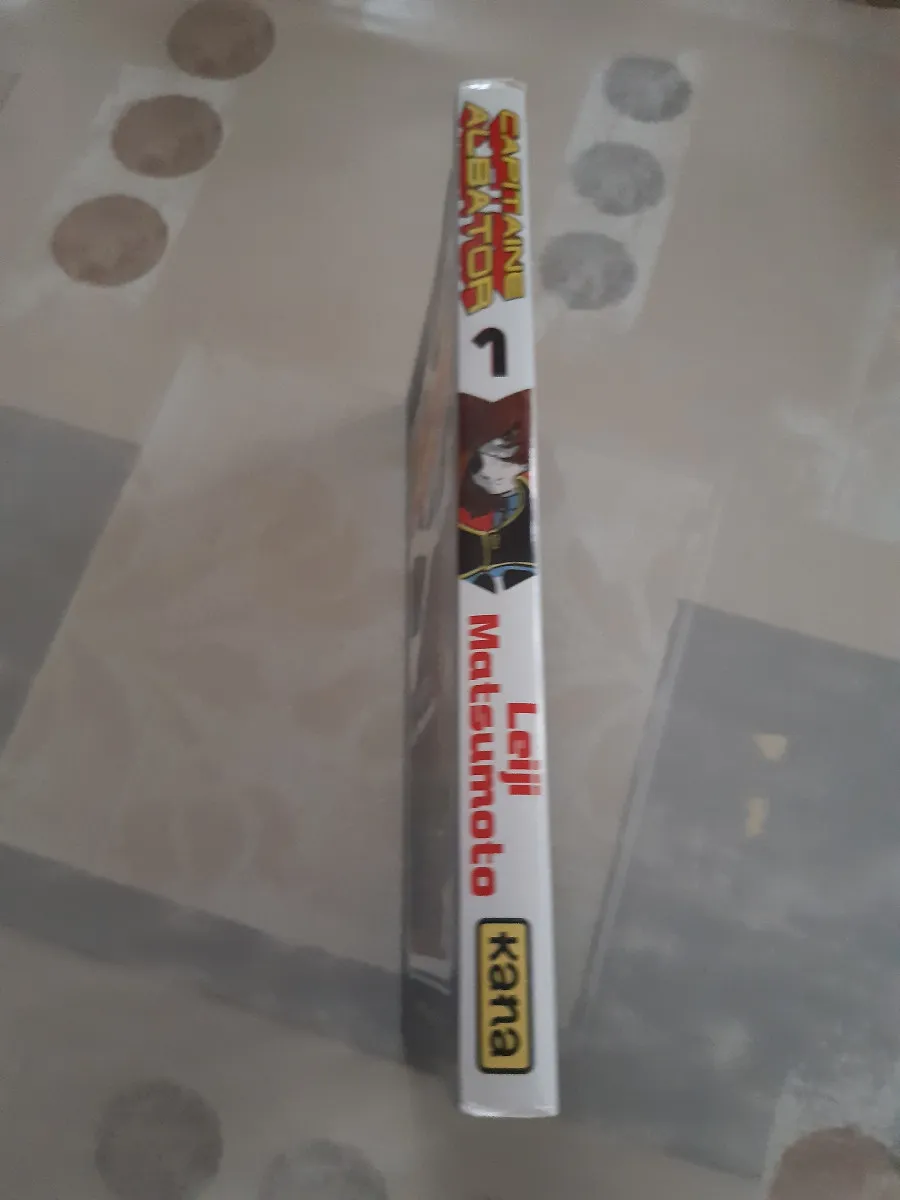 CAPITAINE
ALBATOR
1
Leiji
Matsumoto
kana